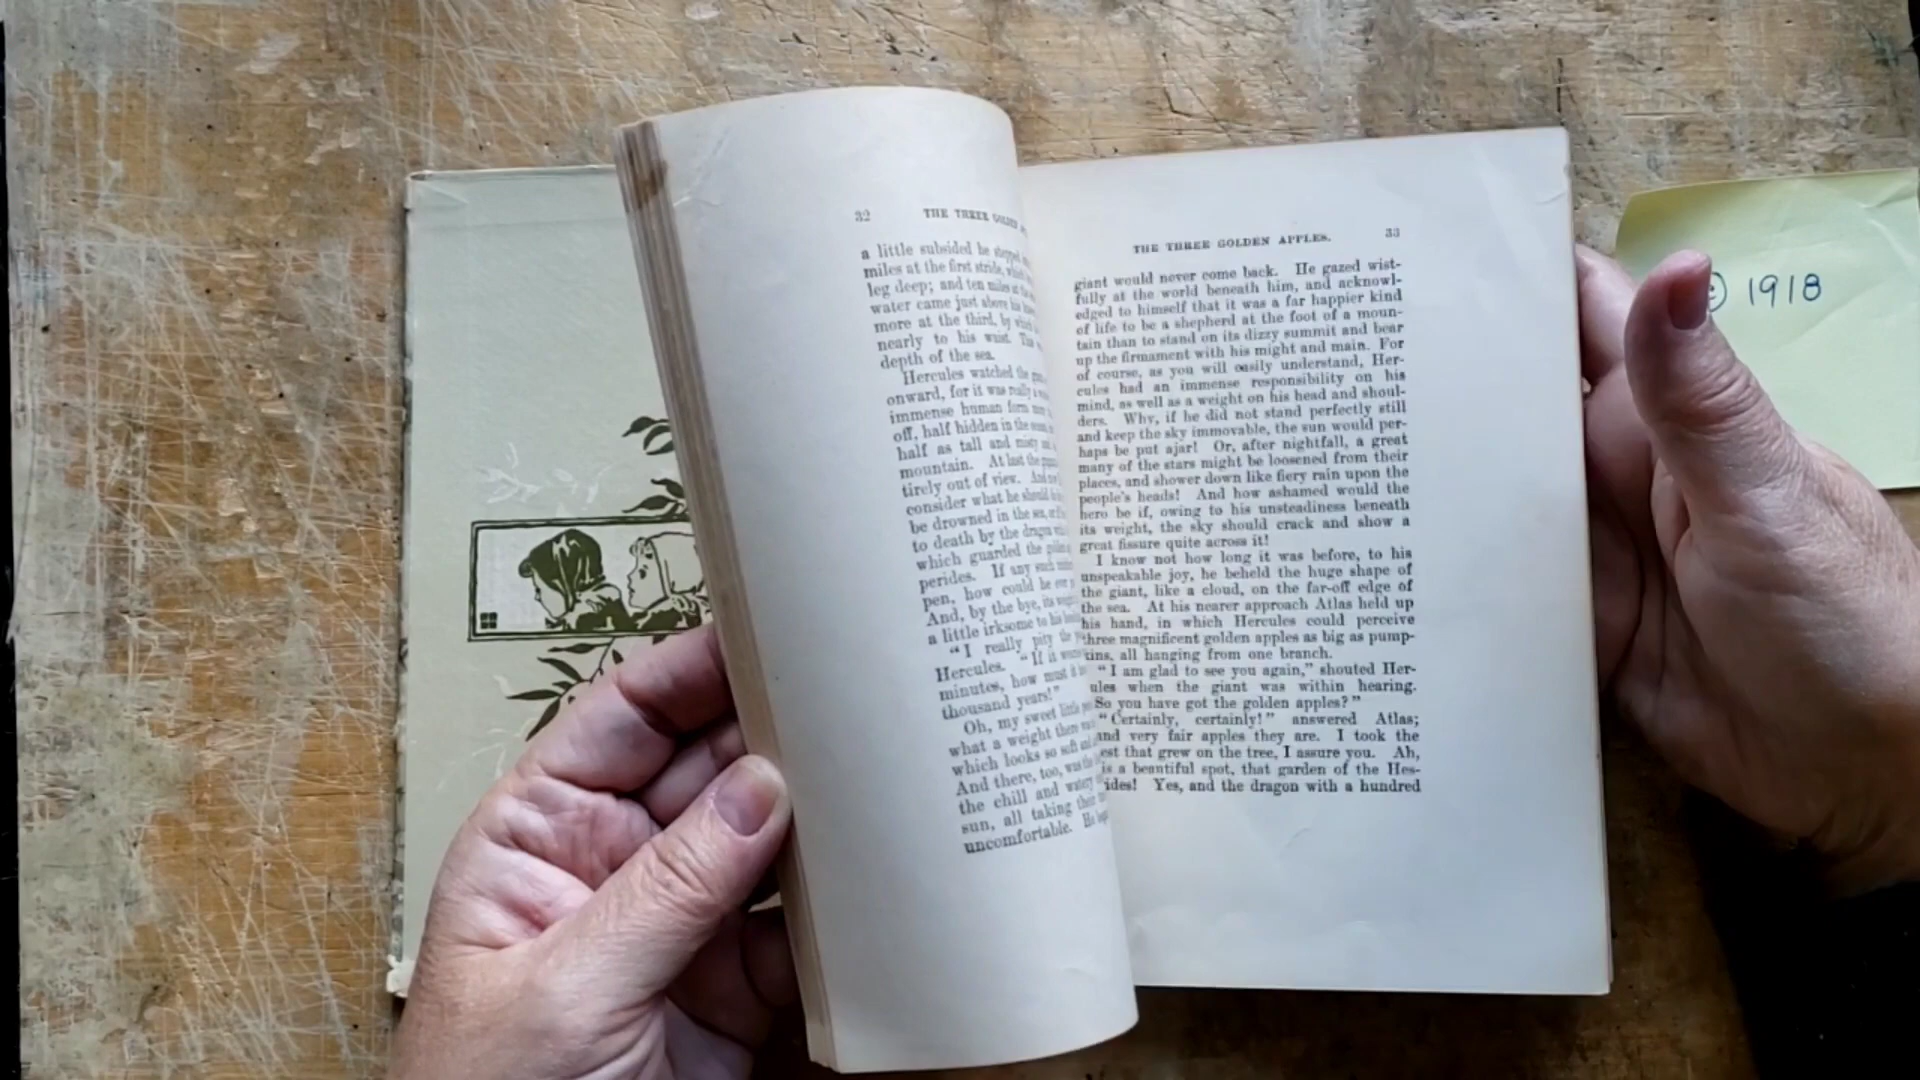 32 THE THREE GOLDEN
a little subsided he stepped
miles at the first stride, which
leg deep; and ten miles at the
water came just above his
more at the third, by which
nearly to his waist. The
depth of the sea.
Hercules watched the
onward, for it was really a
immense human form
off, half hidden in the
half as tall and misty
mountain. At last the
tirely out of view. And
consider what he should do
be drowned in the sea,
to death by the dragon
which guarded the
perides. If any such
pen, how could he ever
And, by the bye, its
a little irksome to his
"I really pity the
Hercules. "If it
minutes, how must it
thousand years!"
Oh, my sweet little
what a weight there was
which looks so soft and
And there, too, was the
the chill and watery
sun, all taking their
uncomfortable. He
THE THREE GOLDEN APPLES. 33
giant would never come back. He gazed wist-
fully at the world beneath him, and acknowl-
edged to himself that it was a far happier kind
of life to be a shepherd at the foot of a moun-
tain than to stand on its dizzy summit and bear
up the firmament with his might and main. For
of course, as you will easily understand, Her-
cules had an immense responsibility on his
mind, as well as a weight on his head and shoul-
ders. Why, if he did not stand perfectly still
and keep the sky immovable, the sun would per-
haps be put ajar! Or, after nightfall, a great
many of the stars might be loosened from their
places, and shower down like fiery rain upon the
people's heads! And how ashamed would the
hero be if, owing to his unsteadiness beneath
its weight, the sky should crack and show a
great fissure quite across it!
I know not how long it was before, to his
unspeakable joy, he beheld the huge shape of
the giant, like a cloud, on the far-off edge of
the sea. At his nearer approach Atlas held up
his hand, in which Hercules could perceive
three magnificent golden apples as big as pump-
kins, all hanging from one branch.
"I am glad to see you again," shouted Her-
cules when the giant was within hearing.
So you have got the golden apples?"
"Certainly, certainly!" answered Atlas;
and very fair apples they are. I took the
est that grew on the tree, I assure you. Ah,
is a beautiful spot, that garden of the Hes-
ides! Yes, and the dragon with a hundred
1918